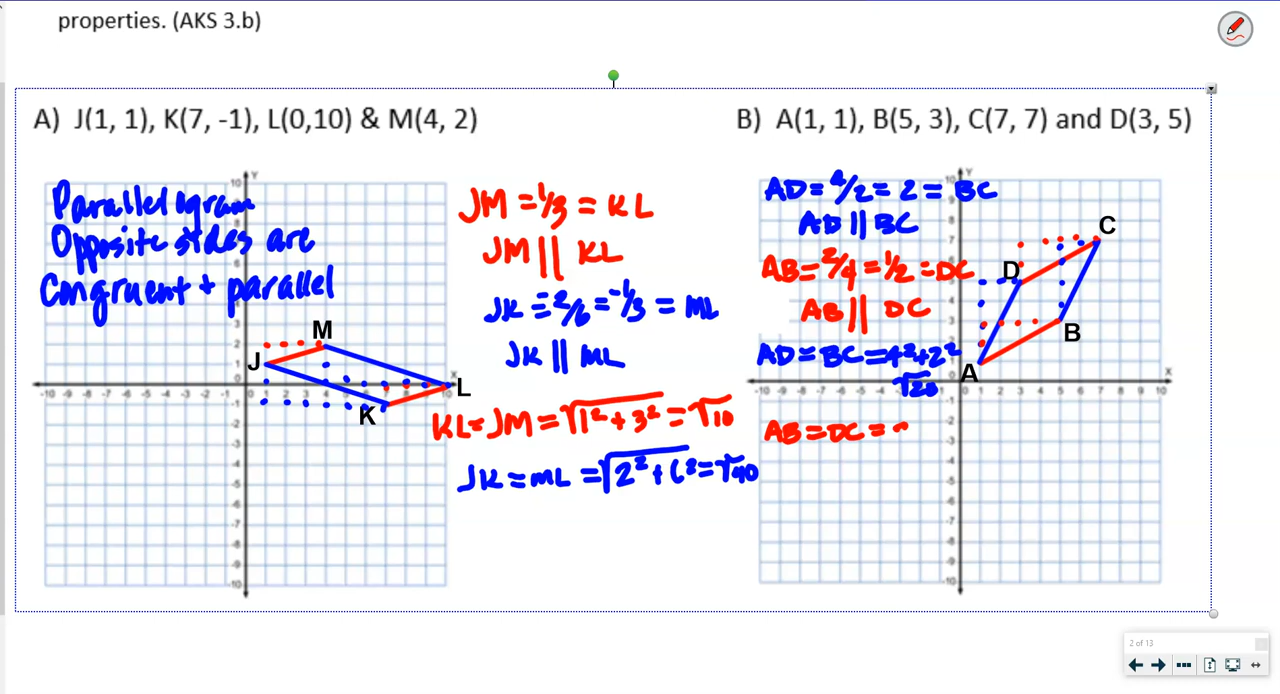 properties. (AKS 3.b)
A) J(1, 1), K(7, -1), L(0,10) & M(4, 2)
Parallelogram
Opposite sides are
Congruent + parallel
JM = 1/3 = KL
JM || KL
JK = 2/6 = -1/3 = ML
JK || ML
KL = JM = √1² + 3² = √10
JK = ML = √2² + 6² = √40
M
J
K
L
B) A(1, 1), B(5, 3), C(7, 7) and D(3, 5)
AD = 4/2 = 2 = BC
AD || BC
AB = 2/4 = 1/2 = DC
AB || DC
AD = BC = 4² + 2²
√20
AB = DC =
C
D
B
A
2 of 13